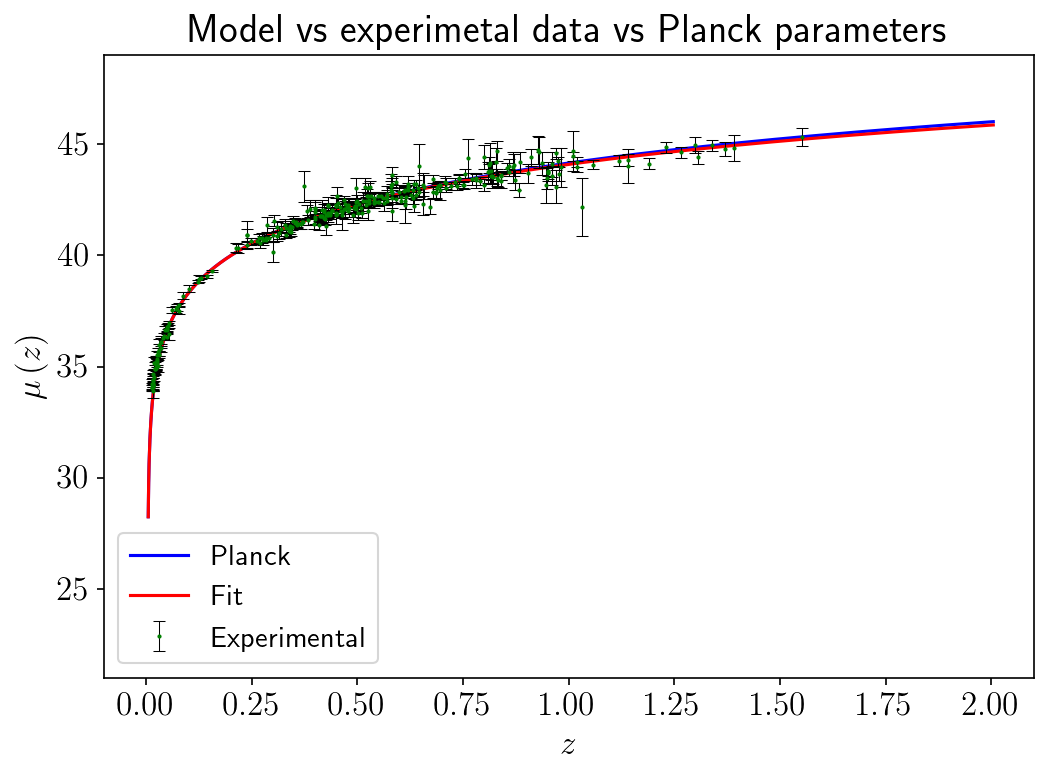 Model vs experimetal data vs Planck parameters
μ (z)
45
40
35
30
25
Planck
Fit
Experimental
0.00 0.25 0.50 0.75 1.00 1.25 1.50 1.75 2.00
z